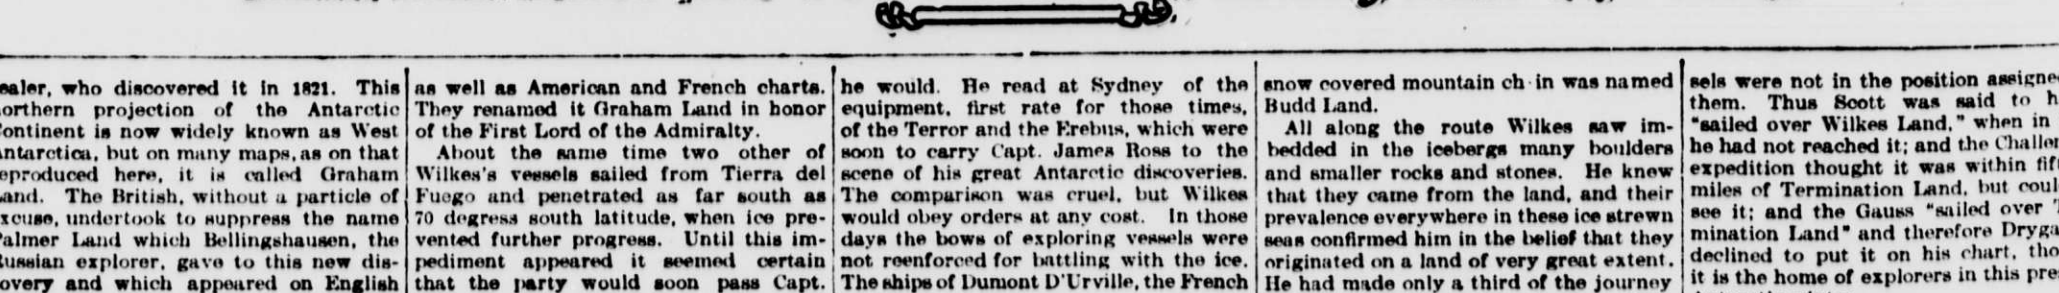 ealer, who discovered it in 1821. This
orthern projection of the Antarctic
ontinent is now widely known as West
ntarctica, but on many maps, as on that
eproduced here, it is called Graham
and. The British, without a particle of
xcuse, undertook to suppress the name
almer Land which Bellingshausen, the
ussian explorer, gave to this new dis-
overy and which appeared on English
as well as American and French charts.
They renamed it Graham Land in honor
of the First Lord of the Admiralty.
About the same time two other of
Wilkes's vessels sailed from Tierra del
Fuego and penetrated as far south as
70 degress south latitude, when ice pre-
vented further progress. Until this im-
pediment appeared it seemed certain
that the party would soon pass Capt.
he would. He read at Sydney of the
equipment, first rate for those times,
of the Terror and the Erebus, which were
soon to carry Capt. James Ross to the
scene of his great Antarctic discoveries.
The comparison was cruel, but Wilkes
would obey orders at any cost. In those
days the bows of exploring vessels were
not reenforced for battling with the ice.
The ships of Dumont D'Urville, the French
snow covered mountain ch in was named
Budd Land.
All along the route Wilkes saw im-
bedded in the icebergs many boulders
and smaller rocks and stones. He knew
that they came from the land, and their
prevalence everywhere in these ice strewn
seas confirmed him in the belief that they
originated on a land of very great extent.
He had made only a third of the journey
sels were not in the position assigne
them. Thus Scott was said to h
"sailed over Wilkes Land," when in
he had not reached it; and the Challen
expedition thought it was within fif
miles of Termination Land, but coul
see it; and the Gauss "sailed over T
mination Land" and therefore Dryga
declined to put it on his chart, tho
it is the home of explorers in this pre